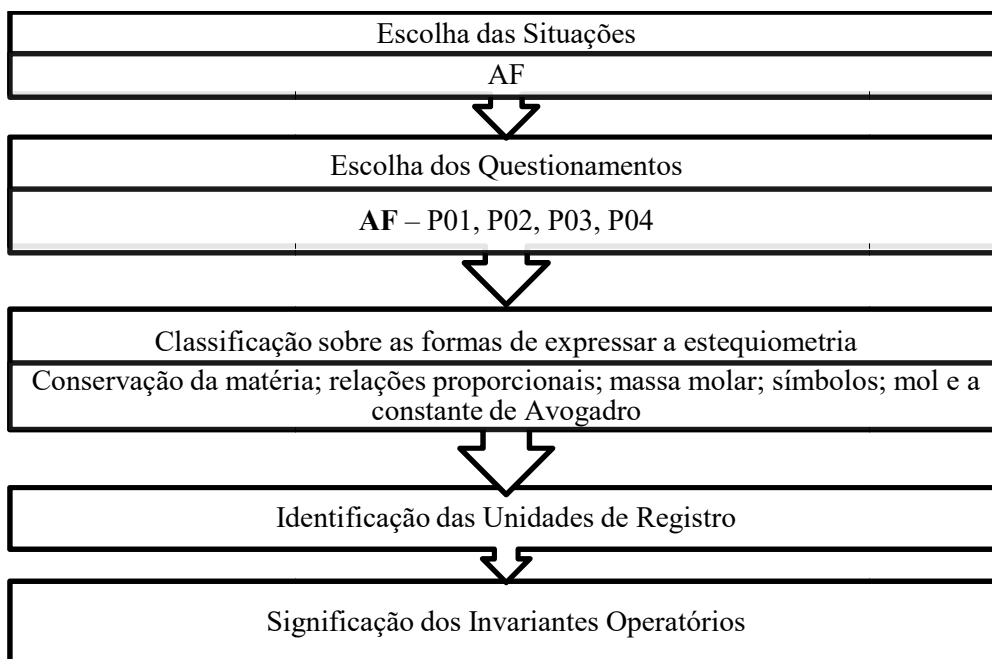 Escolha das Situações
AF
Escolha dos Questionamentos
AF – P01, P02, P03, P04
Classificação sobre as formas de expressar a estequiometria
Conservação da matéria; relações proporcionais; massa molar; símbolos; mol e a
constante de Avogadro
Identificação das Unidades de Registro
Significação dos Invariantes Operatórios